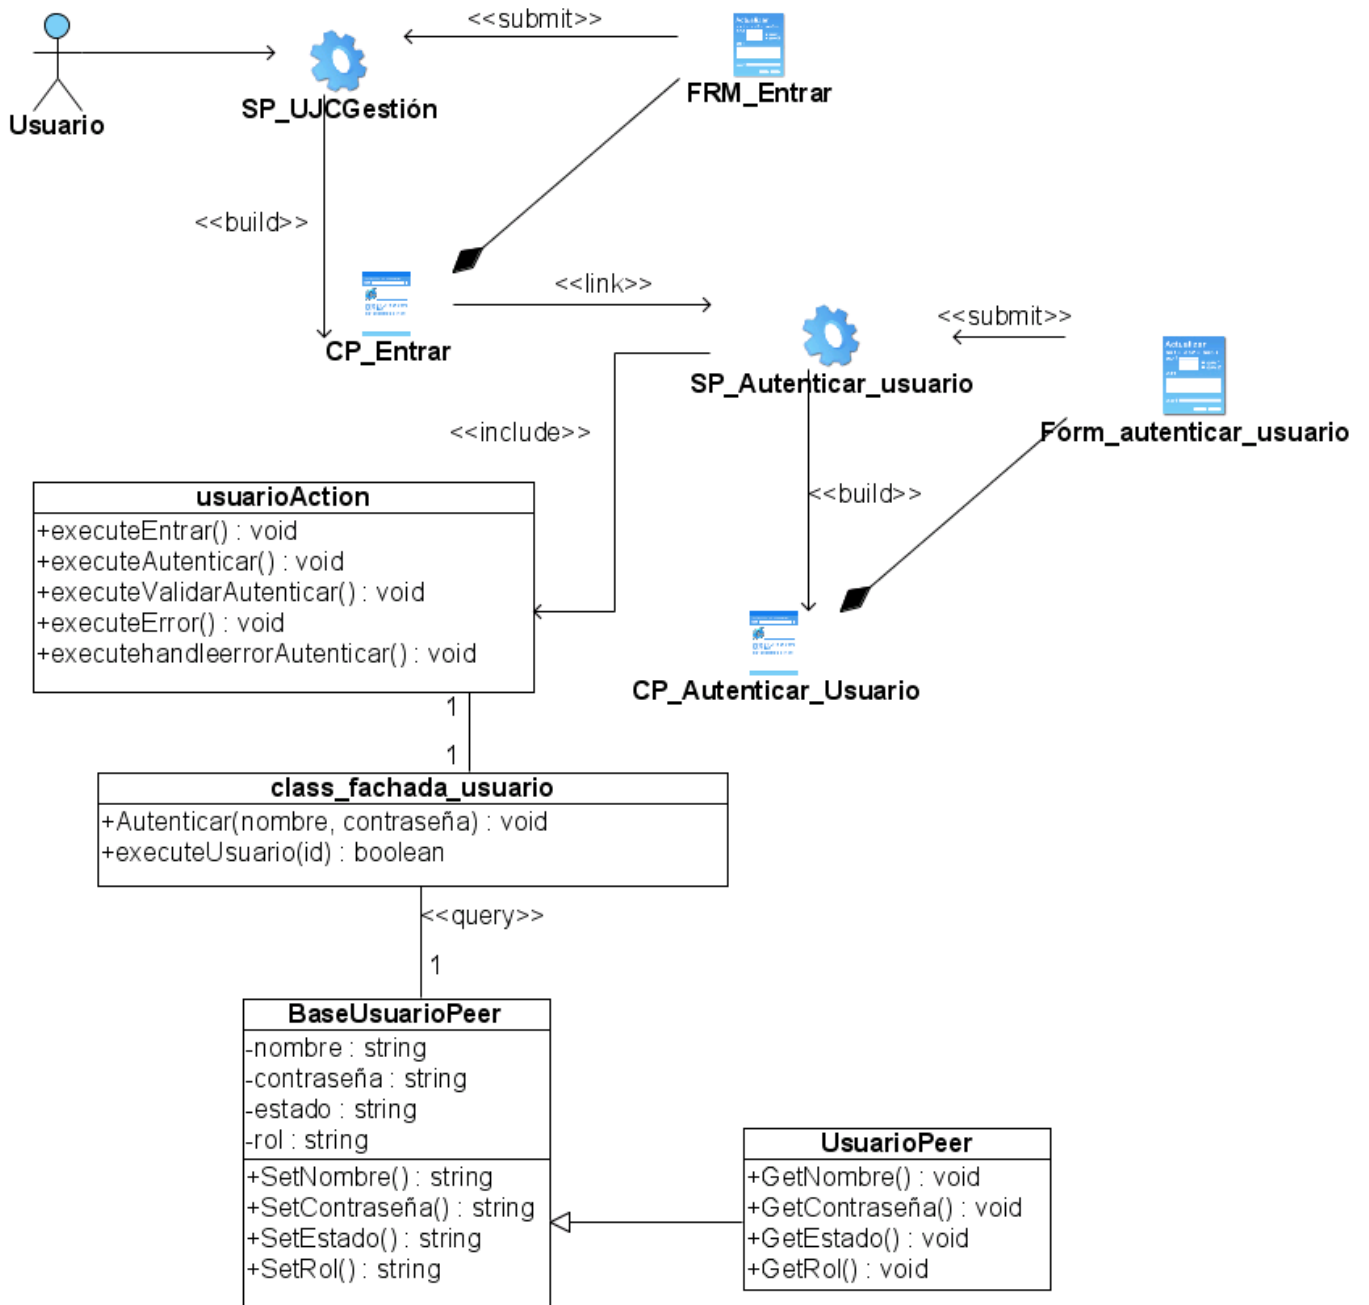 <<submit>>
Actualizar
FRM_Entrar
SP_UJCGestión
Usuario
<<build>>
<<link>>
CP_Entrar
<<submit>>
Actualizar
SP_Autenticar_usuario
Form_autenticar_usuario
<<include>>
<<build>>
usuarioAction
+executeEntrar() : void
+executeAutenticar() : void
+executeValidarAutenticar() : void
+executeError() : void
+executehandleerrorAutenticar() : void
CP_Autenticar_Usuario
1
1
class_fachada_usuario
+Autenticar(nombre, contraseña) : void
+executeUsuario(id) : boolean
<<query>>
1
BaseUsuarioPeer
-nombre : string
-contraseña : string
-estado : string
-rol : string
+SetNombre() : string
+SetContraseña() : string
+SetEstado() : string
+SetRol() : string
UsuarioPeer
+GetNombre() : void
+GetContraseña() : void
+GetEstado() : void
+GetRol() : void